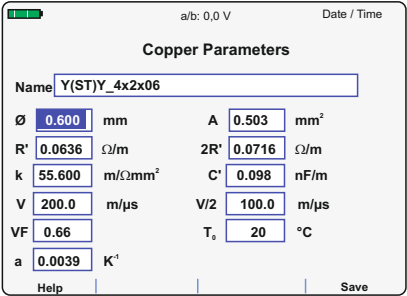 a/b: 0,0 V Date / Time
Copper Parameters
Name Y(ST)Y_4x2x06
Ø 0.600 mm A 0.503 mm²
R' 0.0636 Ω/m 2R' 0.0716 Ω/m
k 55.600 m/Ωmm² C' 0.098 nF/m
V 200.0 m/µs V/2 100.0 m/µs
VF 0.66 T₀ 20 °C
a 0.0039 K⁻¹
Help Save